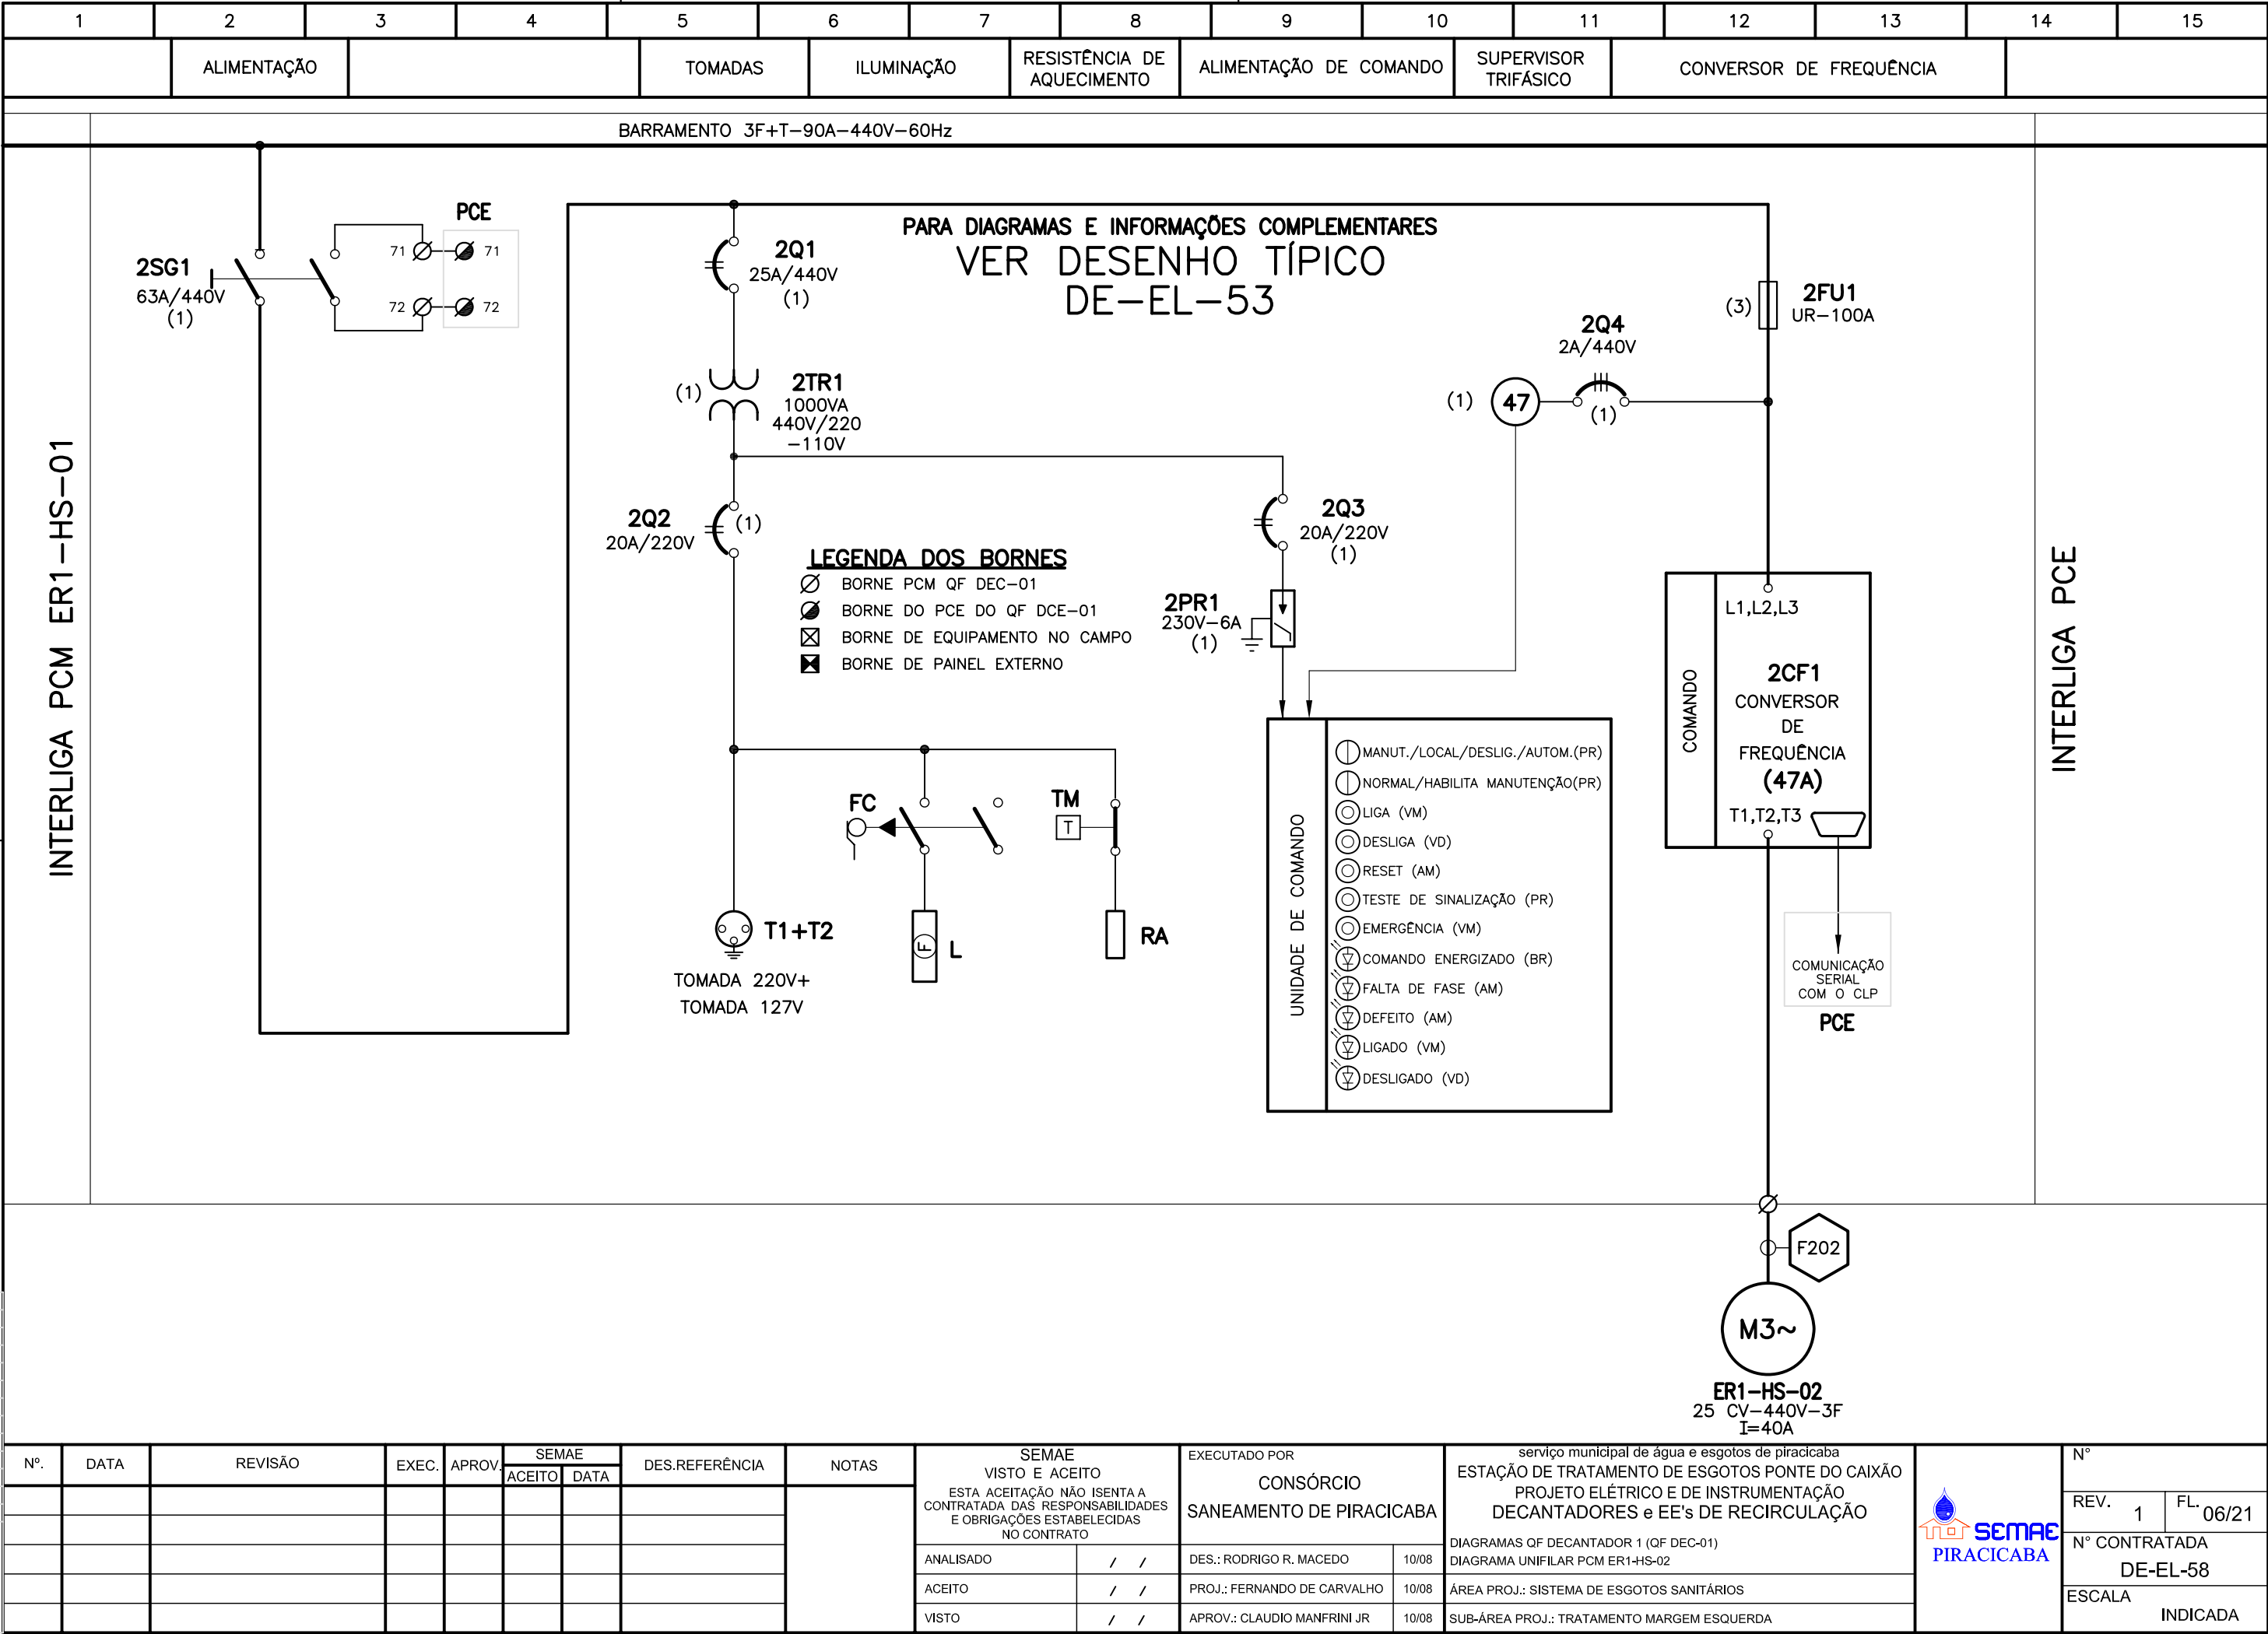 1 2 3 4 5 6 7 8 9 10 11 12 13 14 15
ALIMENTAÇÃO
TOMADAS
ILUMINAÇÃO
RESISTÊNCIA DE
AQUECIMENTO
ALIMENTAÇÃO DE COMANDO
SUPERVISOR
TRIFÁSICO
CONVERSOR DE FREQUÊNCIA
BARRAMENTO 3F+T-90A-440V-60Hz
INTERLIGA PCM ER1-HS-01
2SG1
63A/440V
(1)
PCE
71 71
72 72
2Q1
25A/440V
(1)
PARA DIAGRAMAS E INFORMAÇÕES COMPLEMENTARES
VER DESENHO TÍPICO
DE-EL-53
(1)
2TR1
1000VA
440V/220
-110V
2Q2
20A/220V
(1)
LEGENDA DOS BORNES
BORNE PCM QF DEC-01
BORNE DO PCE DO QF DCE-01
BORNE DE EQUIPAMENTO NO CAMPO
BORNE DE PAINEL EXTERNO
2Q3
20A/220V
(1)
2PR1
230V-6A
(1)
(1)
47
2Q4
2A/440V
(1)
(3)
2FU1
UR-100A
COMANDO
L1,L2,L3
2CF1
CONVERSOR
DE
FREQUÊNCIA
(47A)
T1,T2,T3
COMUNICAÇÃO
SERIAL
COM O CLP
PCE
INTERLIGA PCE
FC
TM
T
T1+T2
TOMADA 220V+
TOMADA 127V
F
L
RA
UNIDADE DE COMANDO
MANUT./LOCAL/DESLIG./AUTOM.(PR)
NORMAL/HABILITA MANUTENÇÃO(PR)
LIGA (VM)
DESLIGA (VD)
RESET (AM)
TESTE DE SINALIZAÇÃO (PR)
EMERGÊNCIA (VM)
COMANDO ENERGIZADO (BR)
FALTA DE FASE (AM)
DEFEITO (AM)
LIGADO (VM)
DESLIGADO (VD)
F202
M3~
ER1-HS-02
25 CV-440V-3F
I=40A
Nº.
DATA
REVISÃO
EXEC.
APROV.
SEMAE
ACEITO DATA
DES.REFERÊNCIA
NOTAS
SEMAE
VISTO E ACEITO
ESTA ACEITAÇÃO NÃO ISENTA A
CONTRATADA DAS RESPONSABILIDADES
E OBRIGAÇÕES ESTABELECIDAS
NO CONTRATO
ANALISADO / /
ACEITO / /
VISTO / /
EXECUTADO POR
CONSÓRCIO
SANEAMENTO DE PIRACICABA
DES.: RODRIGO R. MACEDO 10/08
PROJ.: FERNANDO DE CARVALHO 10/08
APROV.: CLAUDIO MANFRINI JR 10/08
serviço municipal de água e esgotos de piracicaba
ESTAÇÃO DE TRATAMENTO DE ESGOTOS PONTE DO CAIXÃO
PROJETO ELÉTRICO E DE INSTRUMENTAÇÃO
DECANTADORES e EE's DE RECIRCULAÇÃO
DIAGRAMAS QF DECANTADOR 1 (QF DEC-01)
DIAGRAMA UNIFILAR PCM ER1-HS-02
ÁREA PROJ.: SISTEMA DE ESGOTOS SANITÁRIOS
SUB-ÁREA PROJ.: TRATAMENTO MARGEM ESQUERDA
SEMAE
PIRACICABA
N°
REV. 1
FL. 06/21
N° CONTRATADA
DE-EL-58
ESCALA
INDICADA